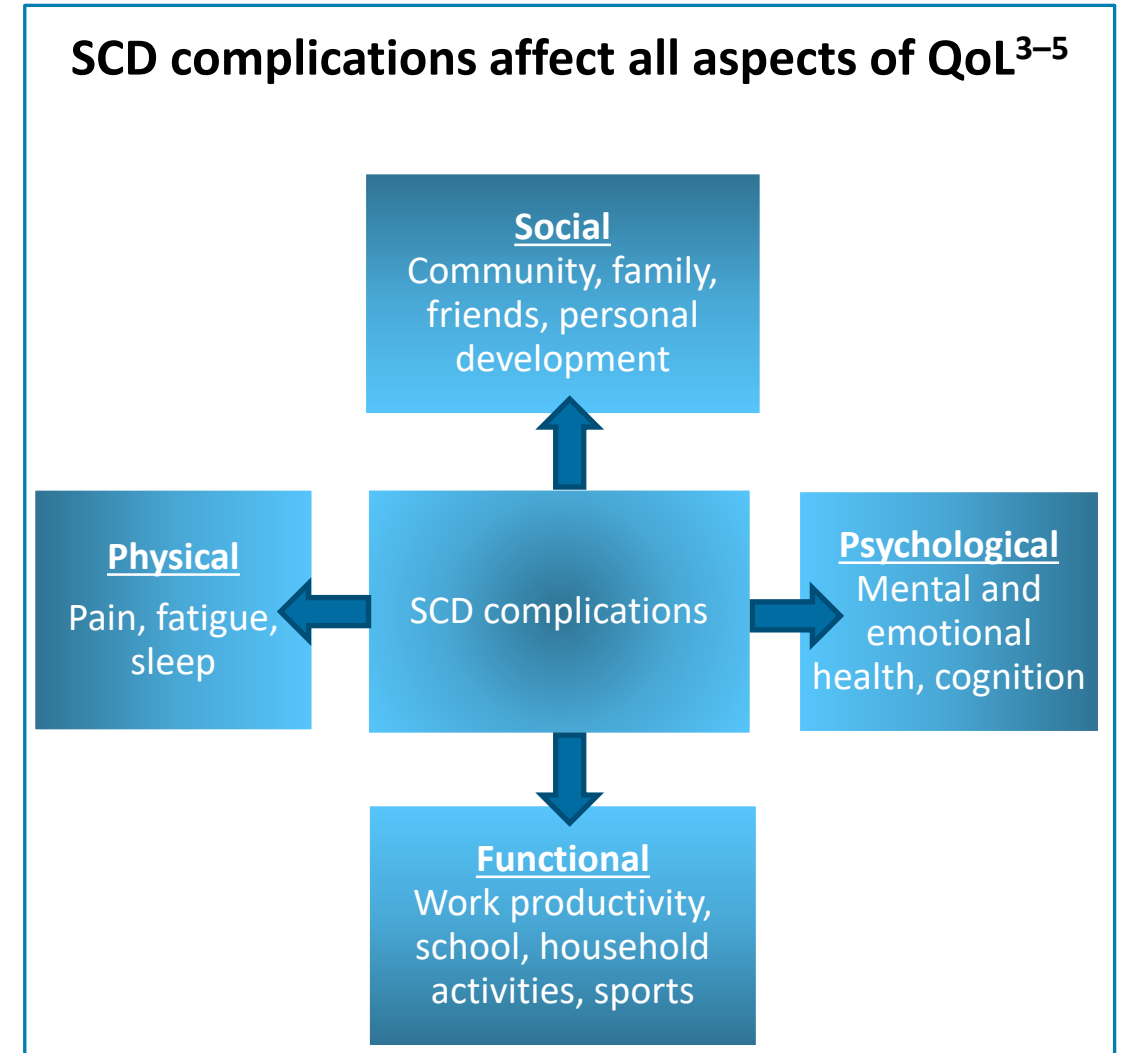 SCD complications affect all aspects of QoL³⁻⁵
Social
Community, family,
friends, personal
development
Physical
Pain, fatigue,
sleep
SCD complications
Psychological
Mental and
emotional
health, cognition
Functional
Work productivity,
school, household
activities, sports